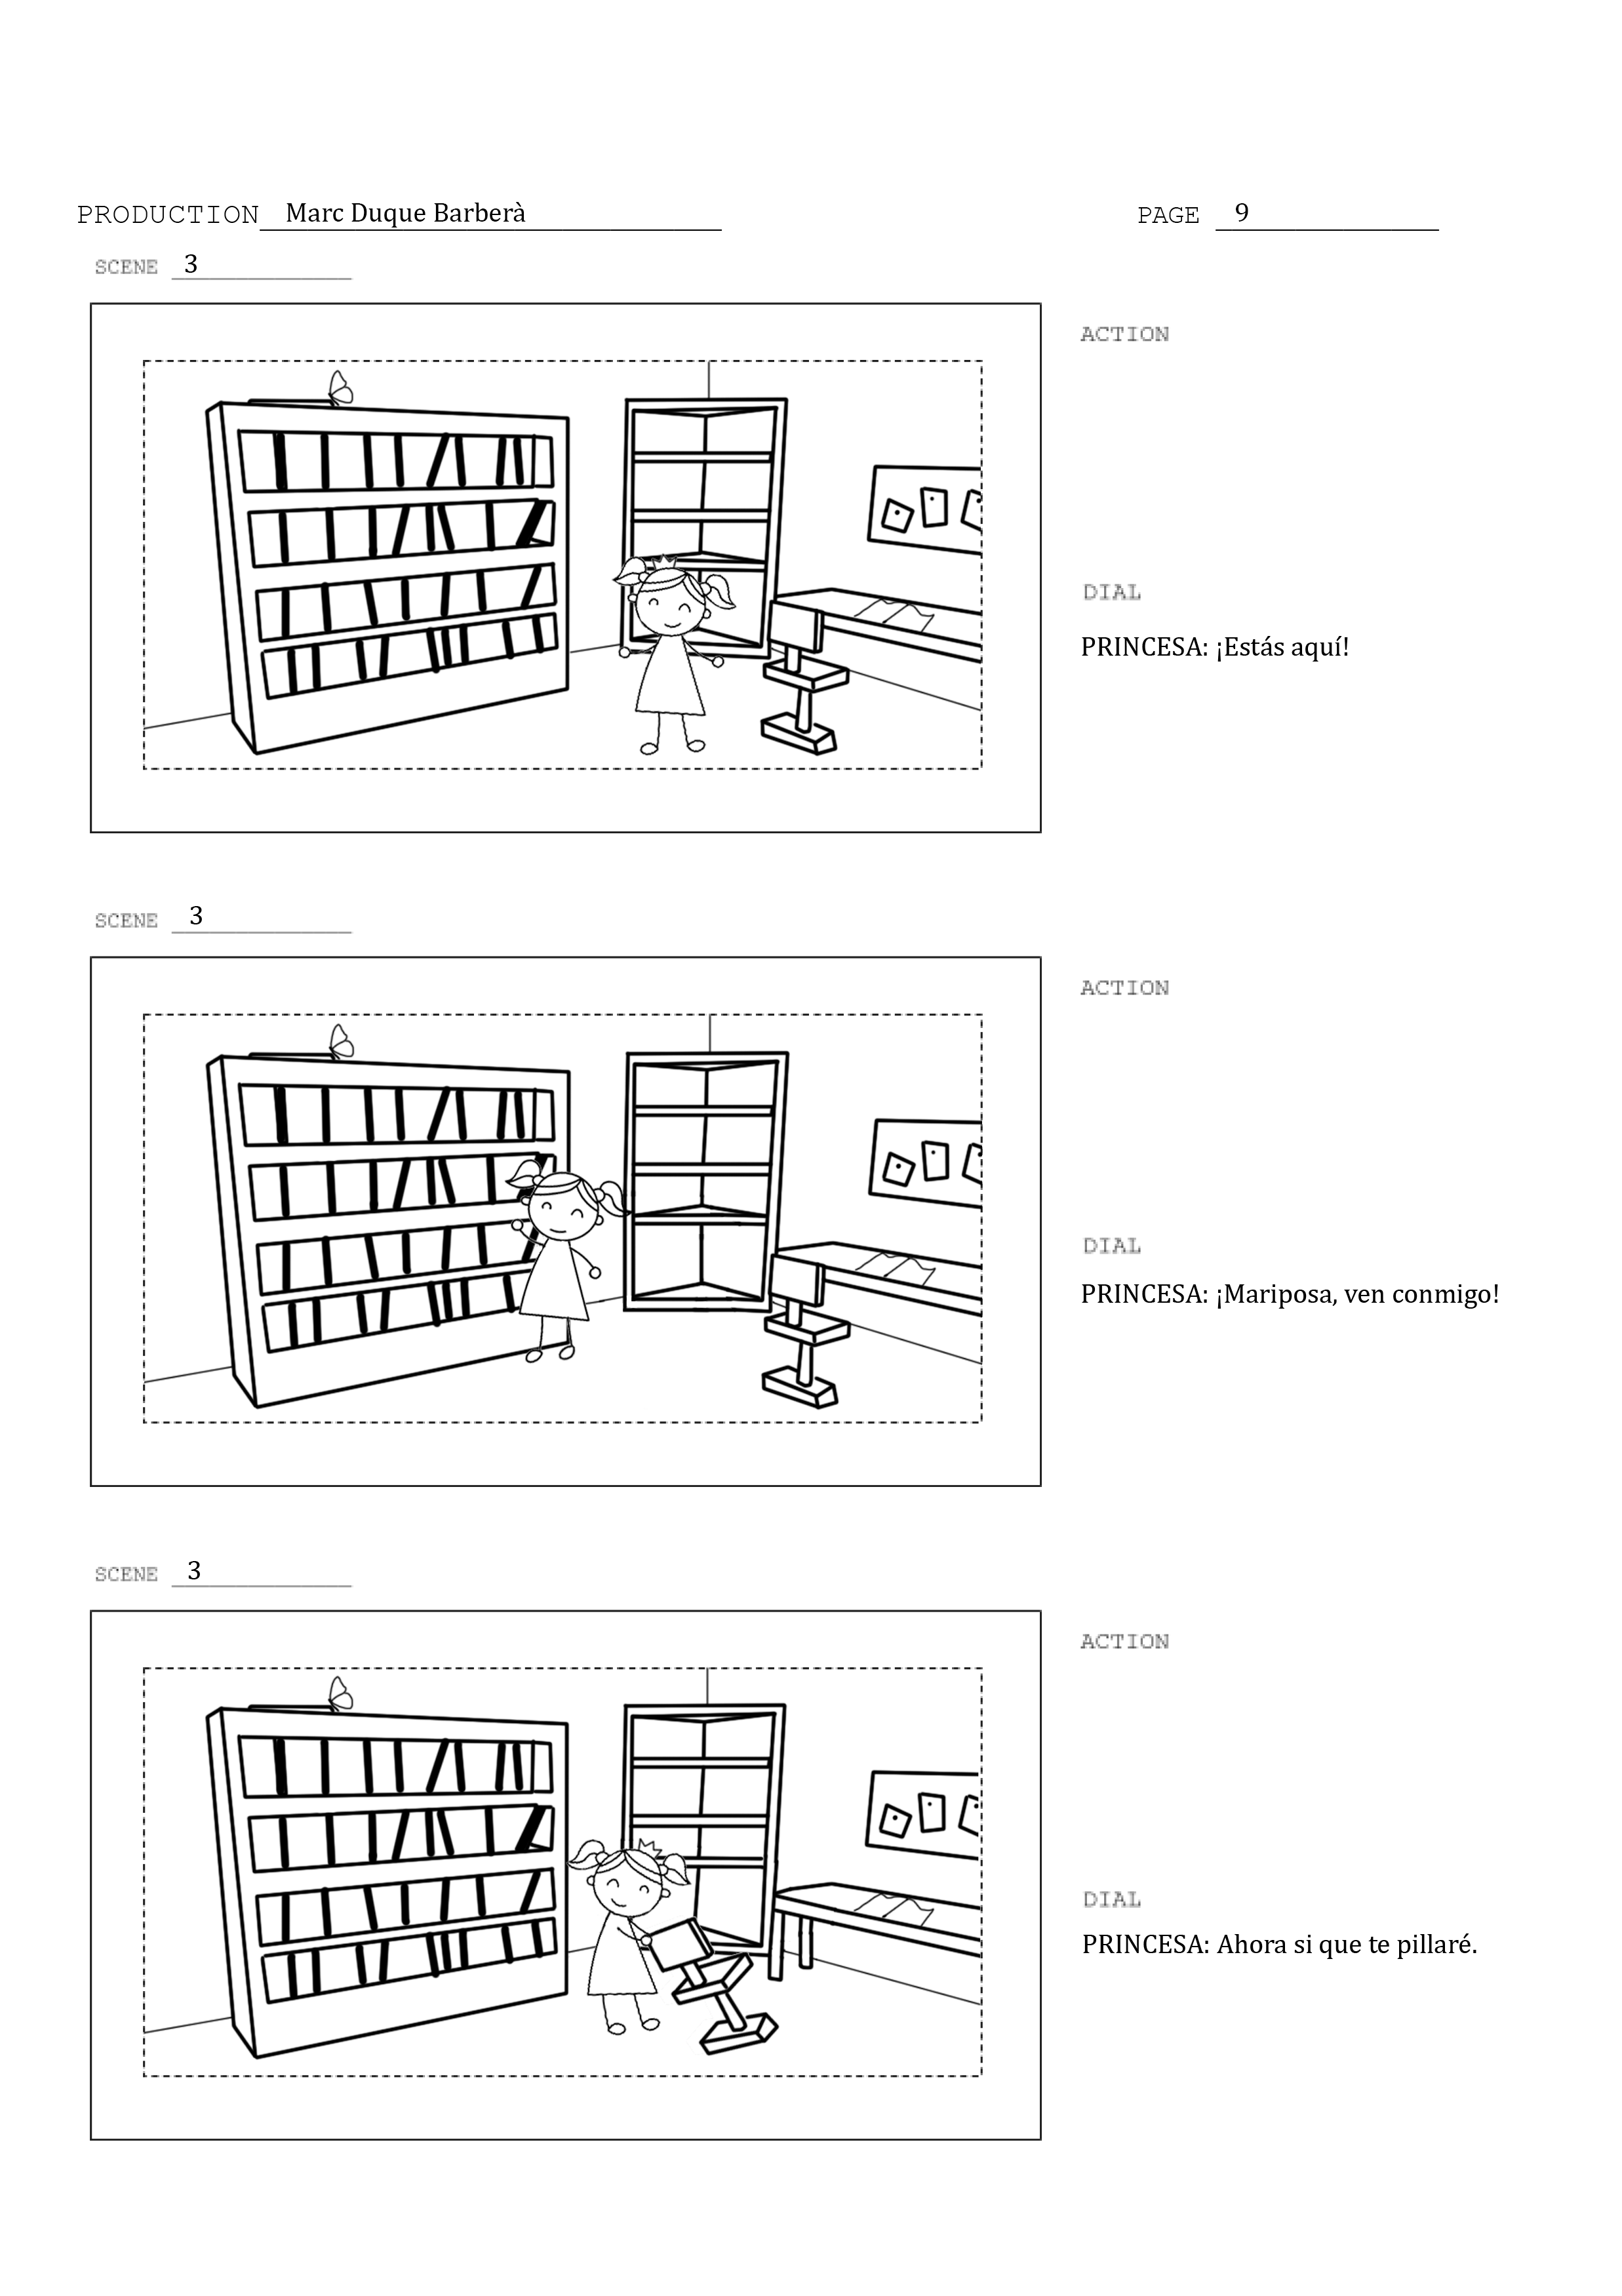 PRODUCTION Marc Duque Barberà PAGE 9
SCENE 3
ACTION
DIAL
PRINCESA: ¡Estás aquí!
SCENE 3
ACTION
DIAL
PRINCESA: ¡Mariposa, ven conmigo!
SCENE 3
ACTION
DIAL
PRINCESA: Ahora si que te pillaré.